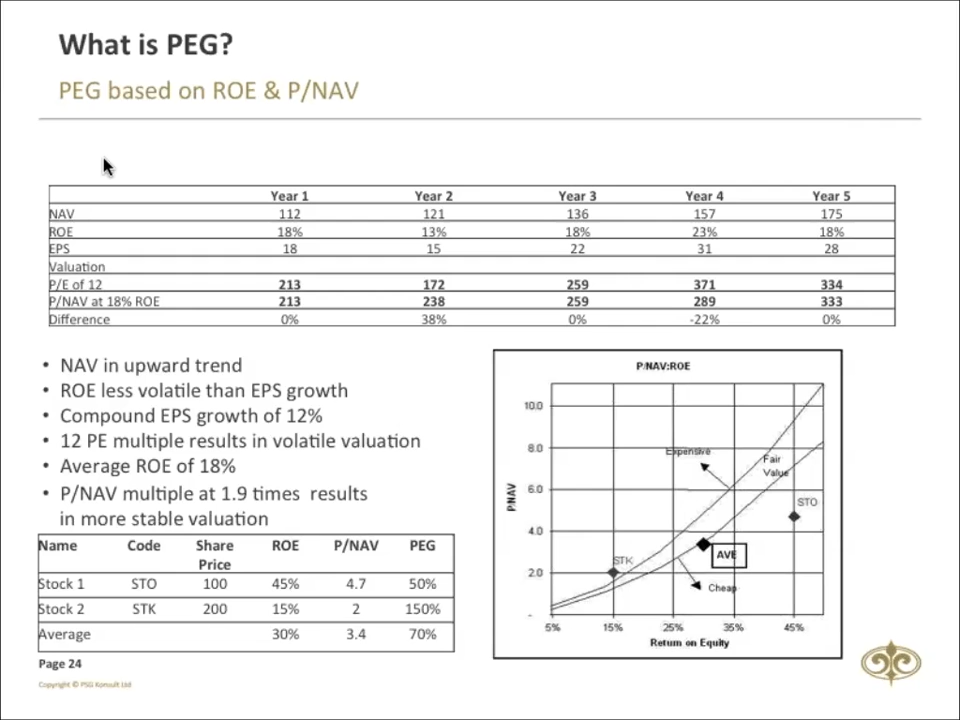 What is PEG?
PEG based on ROE & P/NAV
Year 1 Year 2 Year 3 Year 4 Year 5
NAV 112 121 136 157 175
ROE 18% 13% 18% 23% 18%
EPS 18 15 22 31 28
Valuation
P/E of 12 213 172 259 371 334
P/NAV at 18% ROE 213 238 259 289 333
Difference 0% 38% 0% -22% 0%
• NAV in upward trend
• ROE less volatile than EPS growth
• Compound EPS growth of 12%
• 12 PE multiple results in volatile valuation
• Average ROE of 18%
• P/NAV multiple at 1.9 times results
in more stable valuation
Name Code Share Price ROE P/NAV PEG
Stock 1 STO 100 45% 4.7 50%
Stock 2 STK 200 15% 2 150%
Average 30% 3.4 70%
P/NAV:ROE
P/NAV
10.0
8.0
6.0
4.0
2.0
-
Expensive
Fair
Value
STO
STK
AVE
Cheap
5% 15% 25% 35% 45%
Return on Equity
Page 24
Copyright © PSG Konsult Ltd